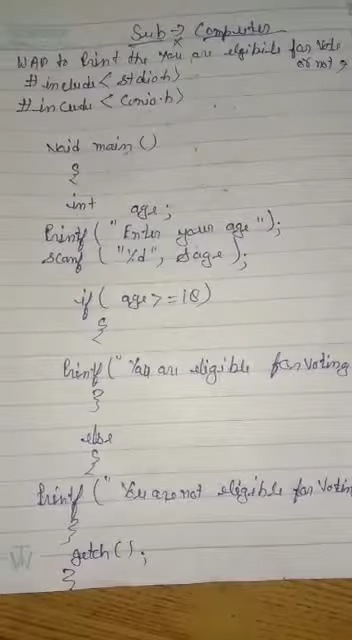 Sub → Computer
WAP to Print the You are eligible for Vote
or not ?
#include<stdio.h>
#incude<conio.h>
Void main()
{
int age;
Printf("Enter your age");
scanf("%d", &age);
if( age>=18)
{
Printf("You are eligible for voting
}
else
{
Printf("You are not eligible for Votin
}
getch();
}